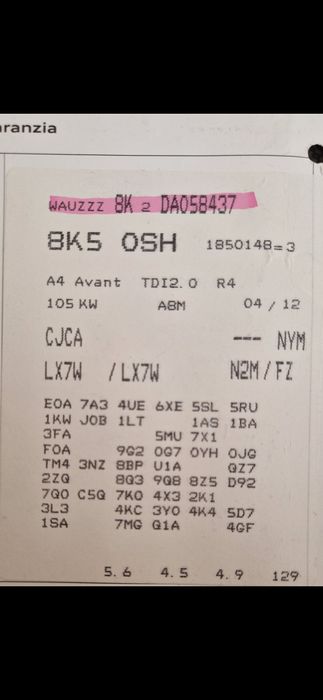 aranzia
WAUZZZ 8K 2 DA058437
8K5 0SH 1850148=3
A4 Avant TDI2.0 R4
105 KW A8M 04 / 12
CJCA --- NYM
LX7W / LX7W N2M / FZ
E0A 7A3 4UE 6XE 5SL 5RU
1KW J0B 1LT 1AS 1BA
3FA 5MU 7X1
F0A 9G2 0G7 0YH 0JG
TM4 3NZ 8BP U1A QZ7
2ZQ 8Q3 9Q8 8Z5 D92
7Q0 C5Q 7K0 4X3 2K1
3L3 4KC 3Y0 4K4 5D7
1SA 7MG G1A 4GF
5.6 4.5 4.9 129